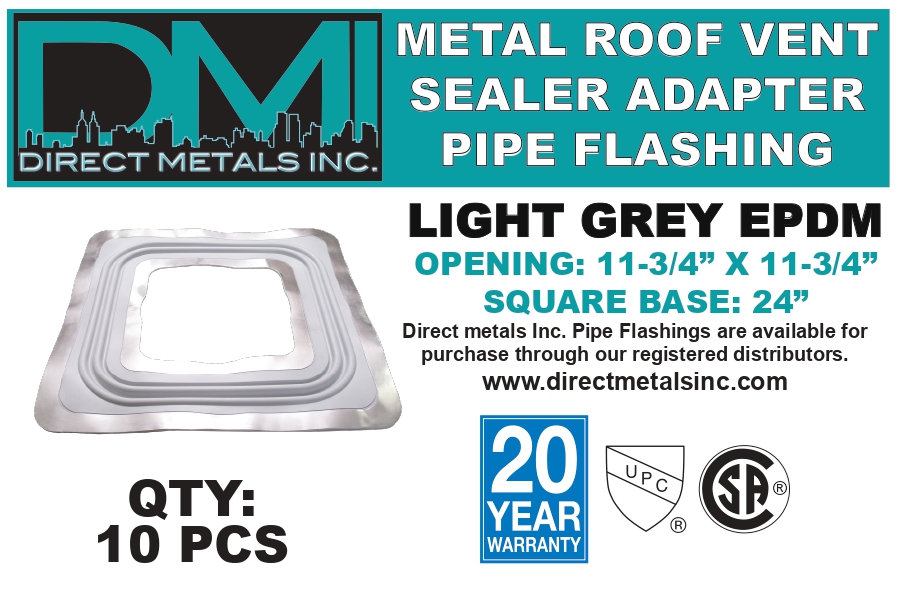 DMI
DIRECT METALS INC.
METAL ROOF VENT
SEALER ADAPTER
PIPE FLASHING
LIGHT GREY EPDM
OPENING: 11-3/4” X 11-3/4”
SQUARE BASE: 24”
Direct metals Inc. Pipe Flashings are available for
purchase through our registered distributors.
www.directmetalsinc.com
QTY:
10 PCS
20
YEAR
WARRANTY
UPC
®
CSA
®